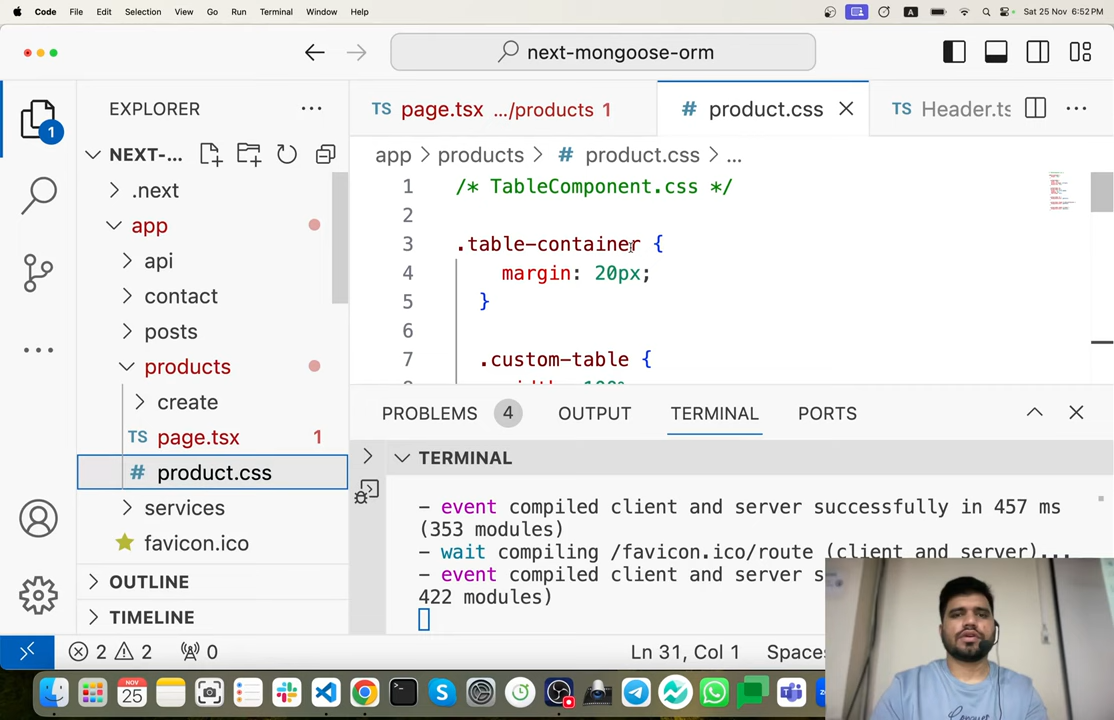 Code File Edit Selection View Go Run Terminal Window Help A Sat 25 Nov 6:52 PM
next-mongoose-orm
1
EXPLORER
TS page.tsx .../products 1
# product.css
TS Header.ts
NEXT-...
.next
app
api
contact
posts
products
create
TS page.tsx 1
# product.css
services
favicon.ico
OUTLINE
TIMELINE
app > products > # product.css > ...
1 /* TableComponent.css */
2
3 .table-container {
4 margin: 20px;
5 }
6
7 .custom-table {
PROBLEMS 4 OUTPUT TERMINAL PORTS
TERMINAL
- event compiled client and server successfully in 457 ms
(353 modules)
- wait compiling /favicon.ico/route (client and server)...
- event compiled client and server s
422 modules)
2 2 0
Ln 31, Col 1 Spaces
NOV
25